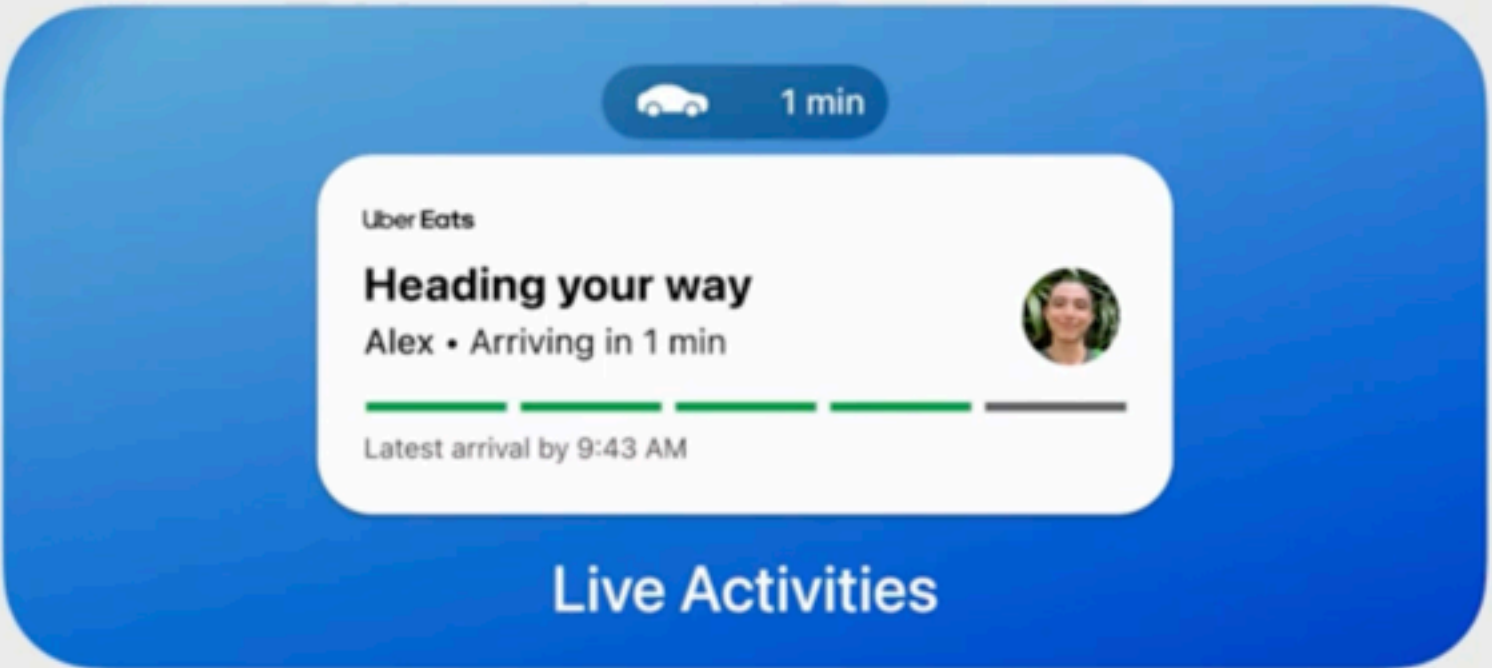 1 min
Uber Eats
Heading your way
Alex • Arriving in 1 min
Latest arrival by 9:43 AM
Live Activities